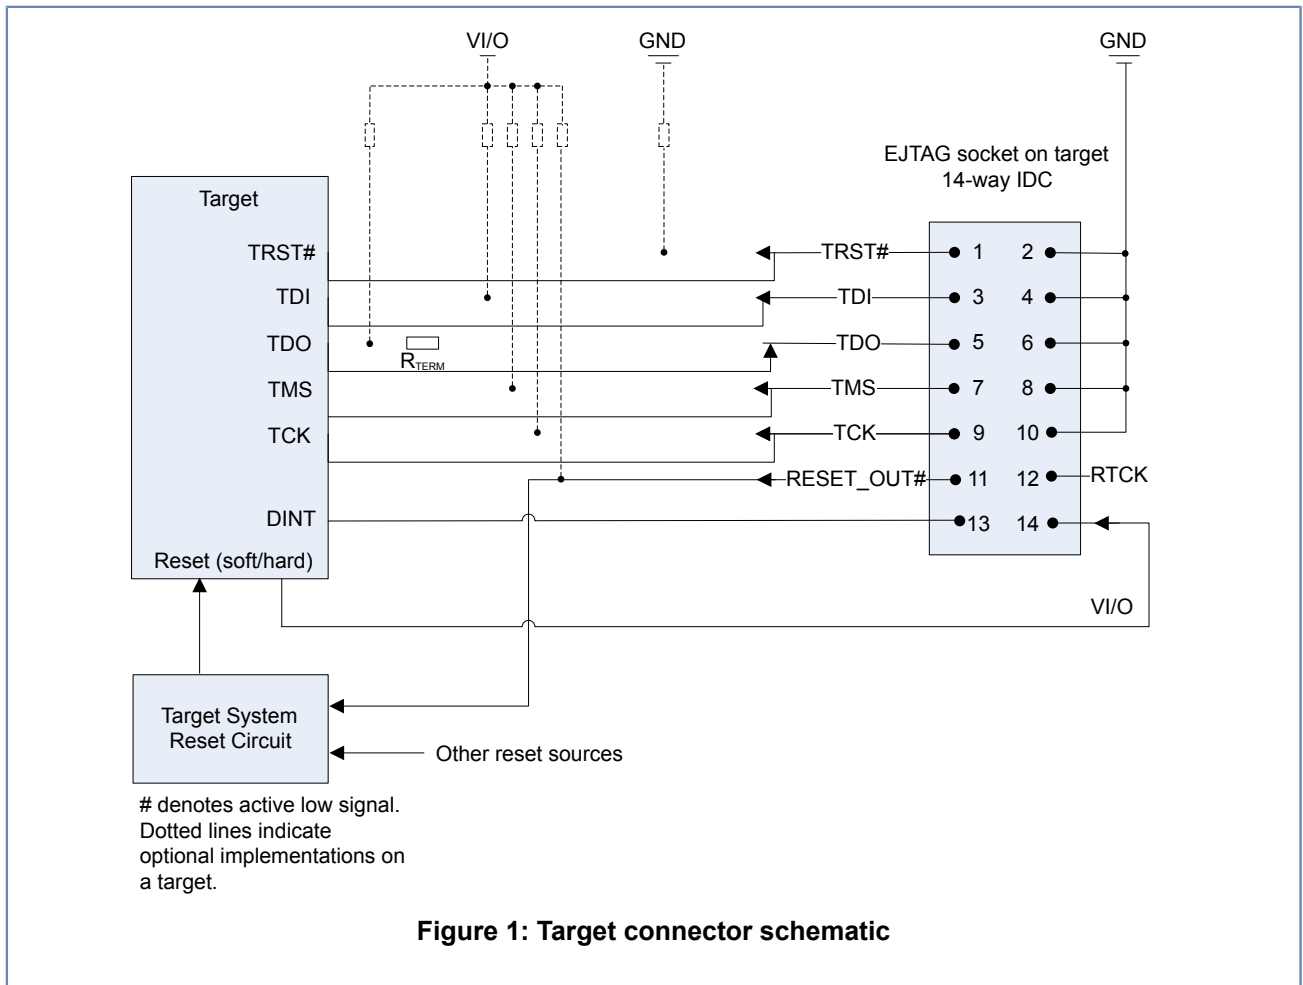 VI/O
GND
GND
EJTAG socket on target
14-way IDC
Target
TRST#
TRST#
1
2
TDI
TDI
3
4
TDO
RTERM
TDO
5
6
TMS
TMS
7
8
TCK
TCK
9
10
RESET_OUT#
11
12
RTCK
DINT
13
14
Reset (soft/hard)
VI/O
Target System
Reset Circuit
Other reset sources
# denotes active low signal.
Dotted lines indicate
optional implementations on
a target.
Figure 1: Target connector schematic